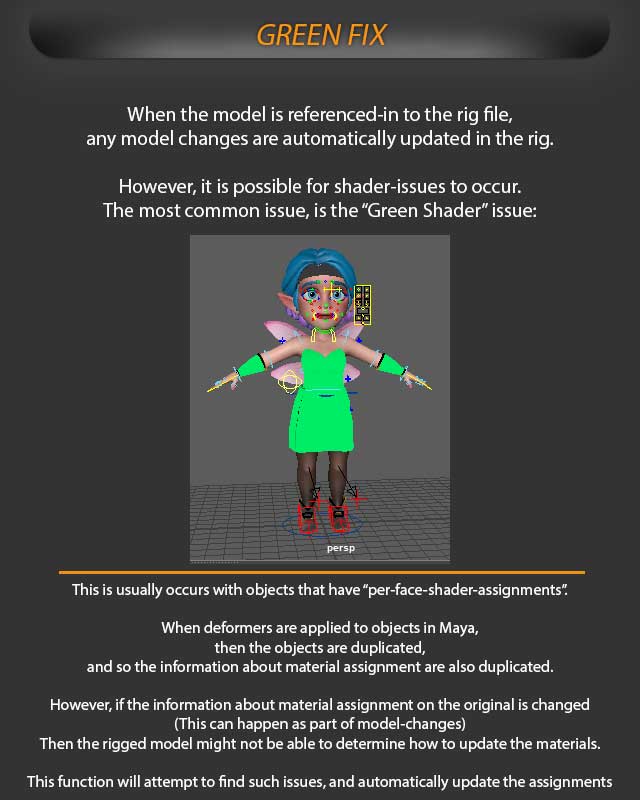 GREEN FIX
When the model is referenced-in to the rig file,
any model changes are automatically updated in the rig.
However, it is possible for shader-issues to occur.
The most common issue, is the “Green Shader” issue:
persp
This is usually occurs with objects that have “per-face-shader-assignments”.
When deformers are applied to objects in Maya,
then the objects are duplicated,
and so the information about material assignment are also duplicated.
However, if the information about material assignment on the original is changed
(This can happen as part of model-changes)
Then the rigged model might not be able to determine how to update the materials.
This function will attempt to find such issues, and automatically update the assignments